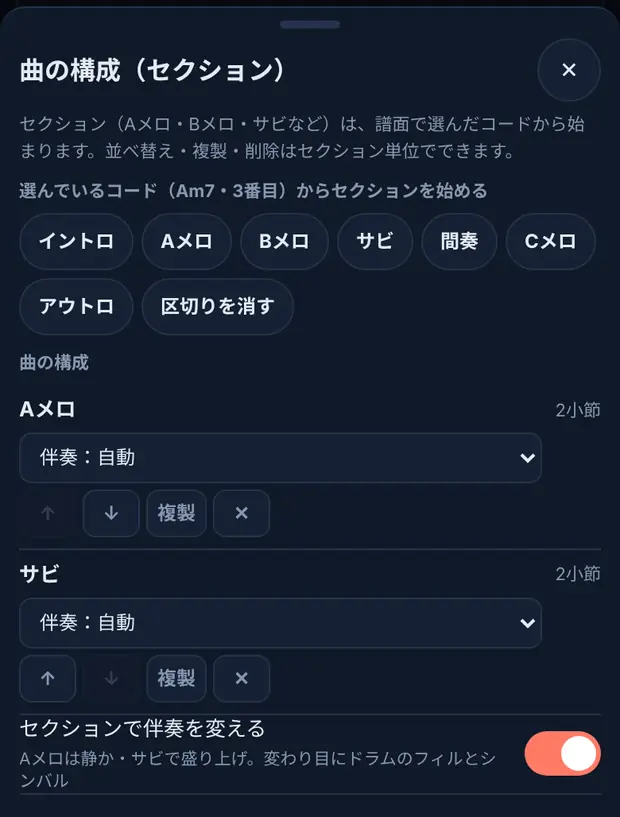 曲の構成（セクション）
×
セクション（Aメロ・Bメロ・サビなど）は、譜面で選んだコードから始
まります。並べ替え・複製・削除はセクション単位でできます。
選んでいるコード（Am7・3番目）からセクションを始める
イントロ Aメロ Bメロ サビ 間奏 Cメロ
アウトロ 区切りを消す
曲の構成
Aメロ 2小節
伴奏：自動
↑ ↓ 複製 ×
サビ 2小節
伴奏：自動
↑ ↓ 複製 ×
セクションで伴奏を変える
Aメロは静か・サビで盛り上げ。変わり目にドラムのフィルとシ
ンバル